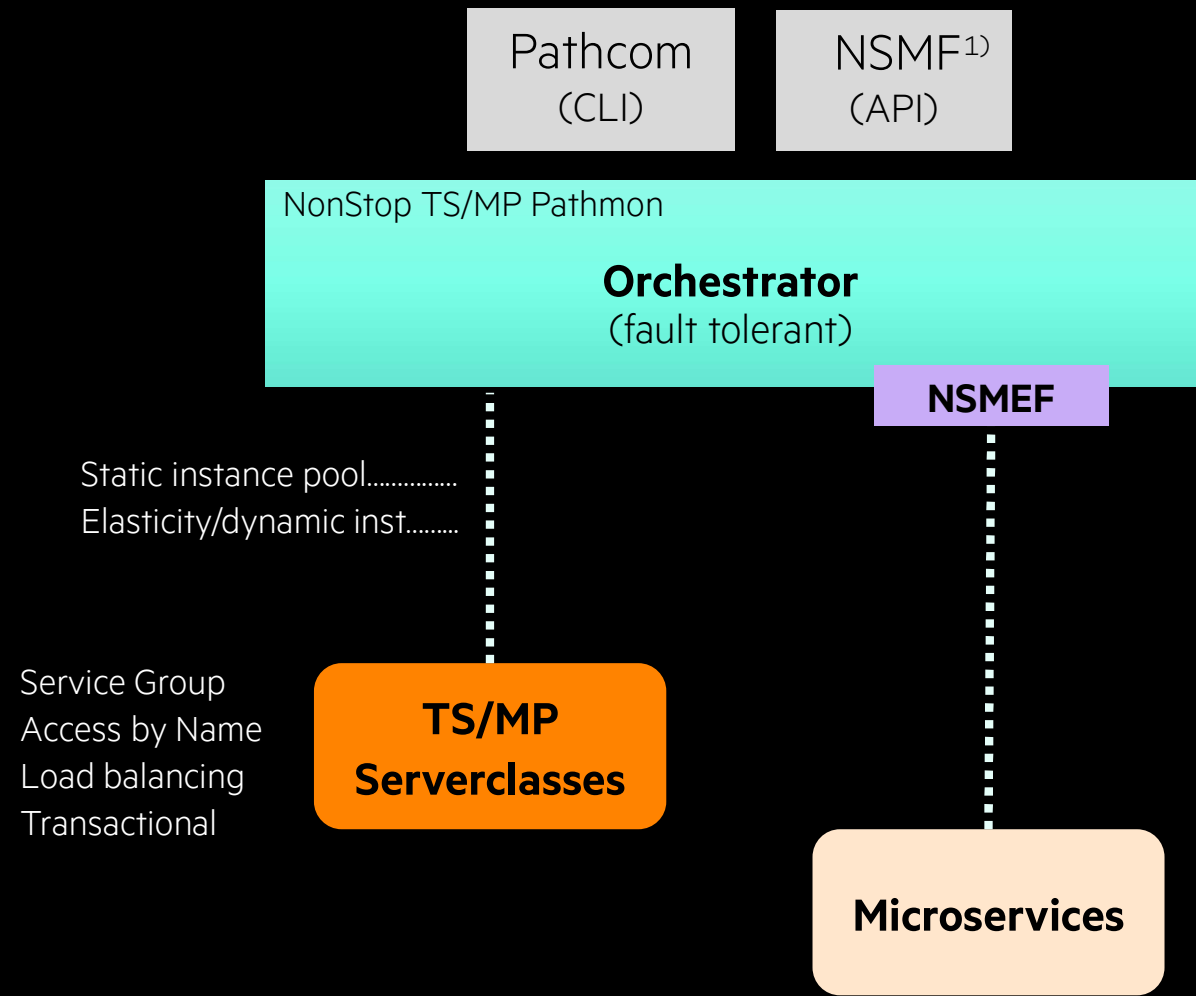 Pathcom
(CLI)
NSMF1)
(API)
NonStop TS/MP Pathmon
Orchestrator
(fault tolerant)
NSMEF
Static instance pool...............
Elasticity/dynamic inst.........
Service Group
Access by Name
Load balancing
Transactional
TS/MP
Serverclasses
Microservices